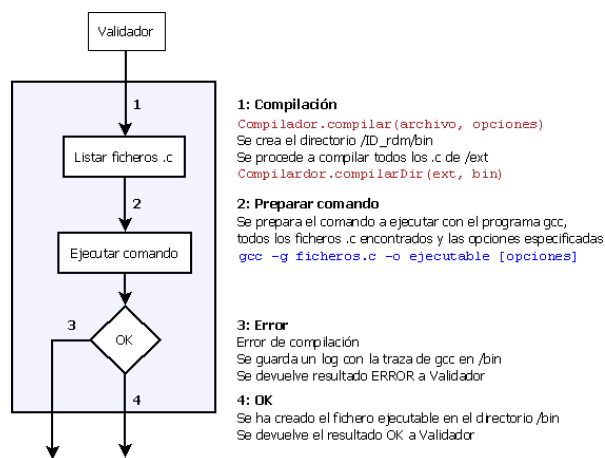 Validador
1
Listar ficheros .c
2
Ejecutar comando
3
OK
4
1: Compilación
Compilador.compilar(archivo, opciones)
Se crea el directorio /ID_rdm/bin
Se procede a compilar todos los .c de /ext
Compilardor.compilarDir(ext, bin)
2: Preparar comando
Se prepara el comando a ejecutar con el programa gcc,
todos los ficheros .c encontrados y las opciones especificadas
gcc -g ficheros.c -o ejecutable [opciones]
3: Error
Error de compilación
Se guarda un log con la traza de gcc en /bin
Se devuelve resultado ERROR a Validador
4: OK
Se ha creado el fichero ejecutable en el directorio /bin
Se devuelve el resultado OK a Validador